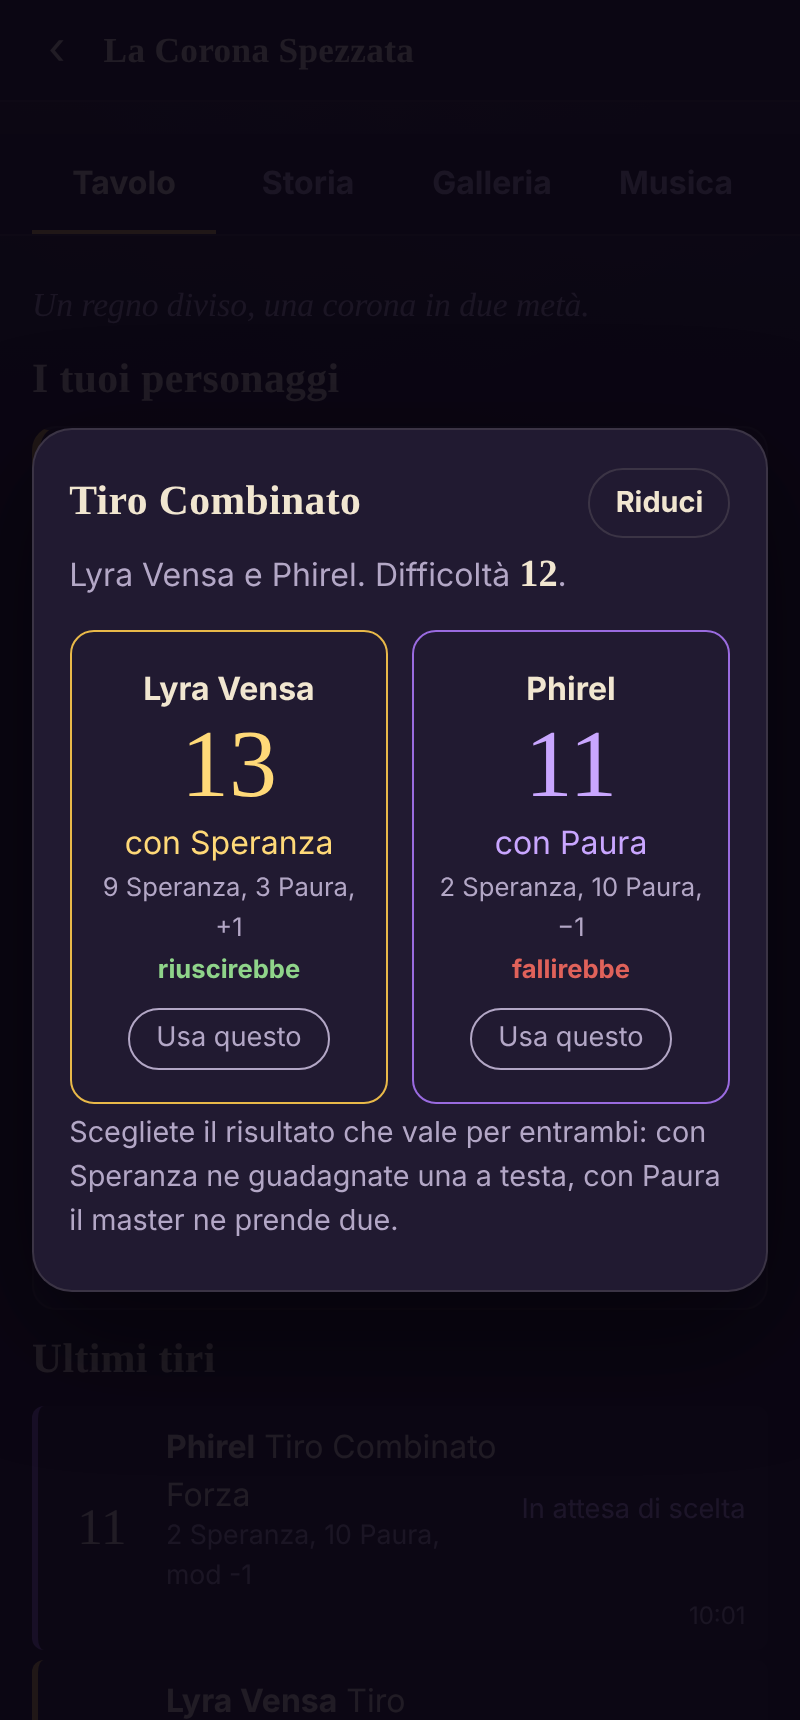 La Corona Spezzata
Tavolo Storia Galleria Musica
Un regno diviso, una corona in due metà.
I tuoi personaggi
Tiro Combinato
Riduci
Lyra Vensa e Phirel. Difficoltà 12.
Lyra Vensa
13
con Speranza
9 Speranza, 3 Paura,
+1
riuscirebbe
Usa questo
Phirel
11
con Paura
2 Speranza, 10 Paura,
−1
fallirebbe
Usa questo
Scegliete il risultato che vale per entrambi: con
Speranza ne guadagnate una a testa, con Paura
il master ne prende due.
Ultimi tiri
11
Phirel Tiro Combinato
Forza
2 Speranza, 10 Paura,
mod -1
In attesa di scelta
10:01
Lyra Vensa Tiro